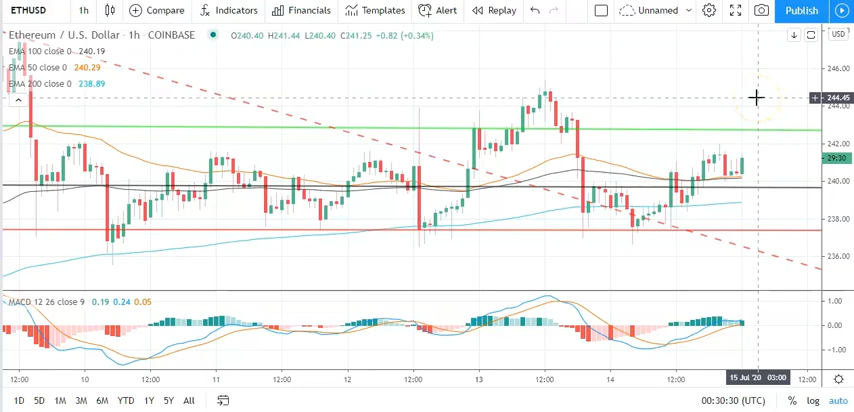 ETHUSD 1h Compare Indicators Financials Templates Alert Replay Unnamed Publish
Ethereum / U.S. Dollar · 1h · COINBASE O240.40 H241.44 L240.40 C241.25 +0.82 (+0.34%) USD
EMA 100 close 0 240.19
EMA 50 close 0 240.29
EMA 200 close 0 238.89
246.00
244.45
242.00
29:30
240.00
238.00
236.00
MACD 12 26 close 9 0.19 0.24 0.05
1.00
0.00
-1.00
12:00 10 12:00 11 12:00 12 12:00 13 12:00 14 12:00 15 Jul '20 03:00 12:00
1D 5D 1M 3M 6M YTD 1Y 5Y All 00:30:30 (UTC) % log auto